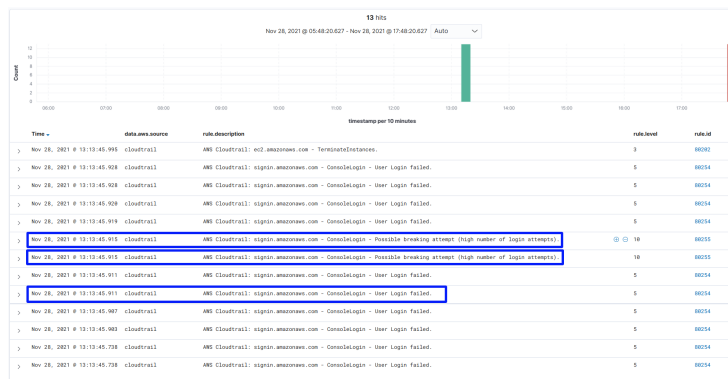 13 hits
Nov 28, 2021 @ 05:48:20.627 - Nov 28, 2021 @ 17:48:20.627 Auto
Count
12
10
8
6
4
2
0
06:00 07:00 08:00 09:00 10:00 11:00 12:00 13:00 14:00 15:00 16:00 17:00
timestamp per 10 minutes
Time data.aws.source rule.description rule.level rule.id
Nov 28, 2021 @ 13:13:45.995 cloudtrail AWS Cloudtrail: ec2.amazonaws.com - TerminateInstances. 3 80202
Nov 28, 2021 @ 13:13:45.928 cloudtrail AWS Cloudtrail: signin.amazonaws.com - ConsoleLogin - User Login failed. 5 80254
Nov 28, 2021 @ 13:13:45.928 cloudtrail AWS Cloudtrail: signin.amazonaws.com - ConsoleLogin - User Login failed. 5 80254
Nov 28, 2021 @ 13:13:45.920 cloudtrail AWS Cloudtrail: signin.amazonaws.com - ConsoleLogin - User Login failed. 5 80254
Nov 28, 2021 @ 13:13:45.919 cloudtrail AWS Cloudtrail: signin.amazonaws.com - ConsoleLogin - User Login failed. 5 80254
Nov 28, 2021 @ 13:13:45.915 cloudtrail AWS Cloudtrail: signin.amazonaws.com - ConsoleLogin - Possible breaking attempt (high number of login attempts). 10 80255
Nov 28, 2021 @ 13:13:45.915 cloudtrail AWS Cloudtrail: signin.amazonaws.com - ConsoleLogin - Possible breaking attempt (high number of login attempts). 10 80255
Nov 28, 2021 @ 13:13:45.911 cloudtrail AWS Cloudtrail: signin.amazonaws.com - ConsoleLogin - User Login failed. 5 80254
Nov 28, 2021 @ 13:13:45.911 cloudtrail AWS Cloudtrail: signin.amazonaws.com - ConsoleLogin - User Login failed. 5 80254
Nov 28, 2021 @ 13:13:45.907 cloudtrail AWS Cloudtrail: signin.amazonaws.com - ConsoleLogin - User Login failed. 5 80254
Nov 28, 2021 @ 13:13:45.903 cloudtrail AWS Cloudtrail: signin.amazonaws.com - ConsoleLogin - User Login failed. 5 80254
Nov 28, 2021 @ 13:13:45.738 cloudtrail AWS Cloudtrail: signin.amazonaws.com - ConsoleLogin - User Login failed. 5 80254
Nov 28, 2021 @ 13:13:45.738 cloudtrail AWS Cloudtrail: signin.amazonaws.com - ConsoleLogin - User Login failed. 5 80254